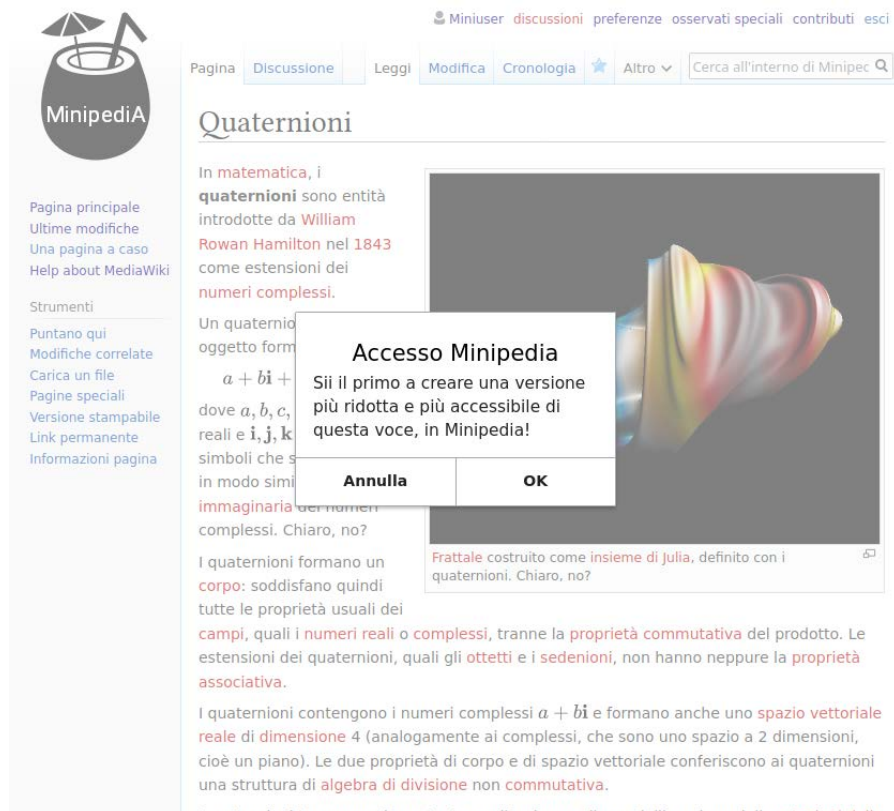 Miniuser discussioni preferenze osservati speciali contributi esci
MinipediA
Pagina Discussione Leggi Modifica Cronologia Altro Cerca all'interno di Minipec
Quaternioni
Pagina principale
Ultime modifiche
Una pagina a caso
Help about MediaWiki
Strumenti
Puntano qui
Modifiche correlate
Carica un file
Pagine speciali
Versione stampabile
Link permanente
Informazioni pagina
In matematica, i
quaternioni sono entità
introdotte da William
Rowan Hamilton nel 1843
come estensioni dei
numeri complessi.
Un quaternio
oggetto form
a + bi +
dove a, b, c,
reali e i, j, k
simboli che s
in modo simi
immaginaria dei numeri
complessi. Chiaro, no?
Accesso Minipedia
Sii il primo a creare una versione
più ridotta e più accessibile di
questa voce, in Minipedia!
Annulla OK
Frattale costruito come insieme di Julia, definito con i
quaternioni. Chiaro, no?
I quaternioni formano un
corpo: soddisfano quindi
tutte le proprietà usuali dei
campi, quali i numeri reali o complessi, tranne la proprietà commutativa del prodotto. Le
estensioni dei quaternioni, quali gli ottetti e i sedenioni, non hanno neppure la proprietà
associativa.
I quaternioni contengono i numeri complessi a + bi e formano anche uno spazio vettoriale
reale di dimensione 4 (analogamente ai complessi, che sono uno spazio a 2 dimensioni,
cioè un piano). Le due proprietà di corpo e di spazio vettoriale conferiscono ai quaternioni
una struttura di algebra di divisione non commutativa.